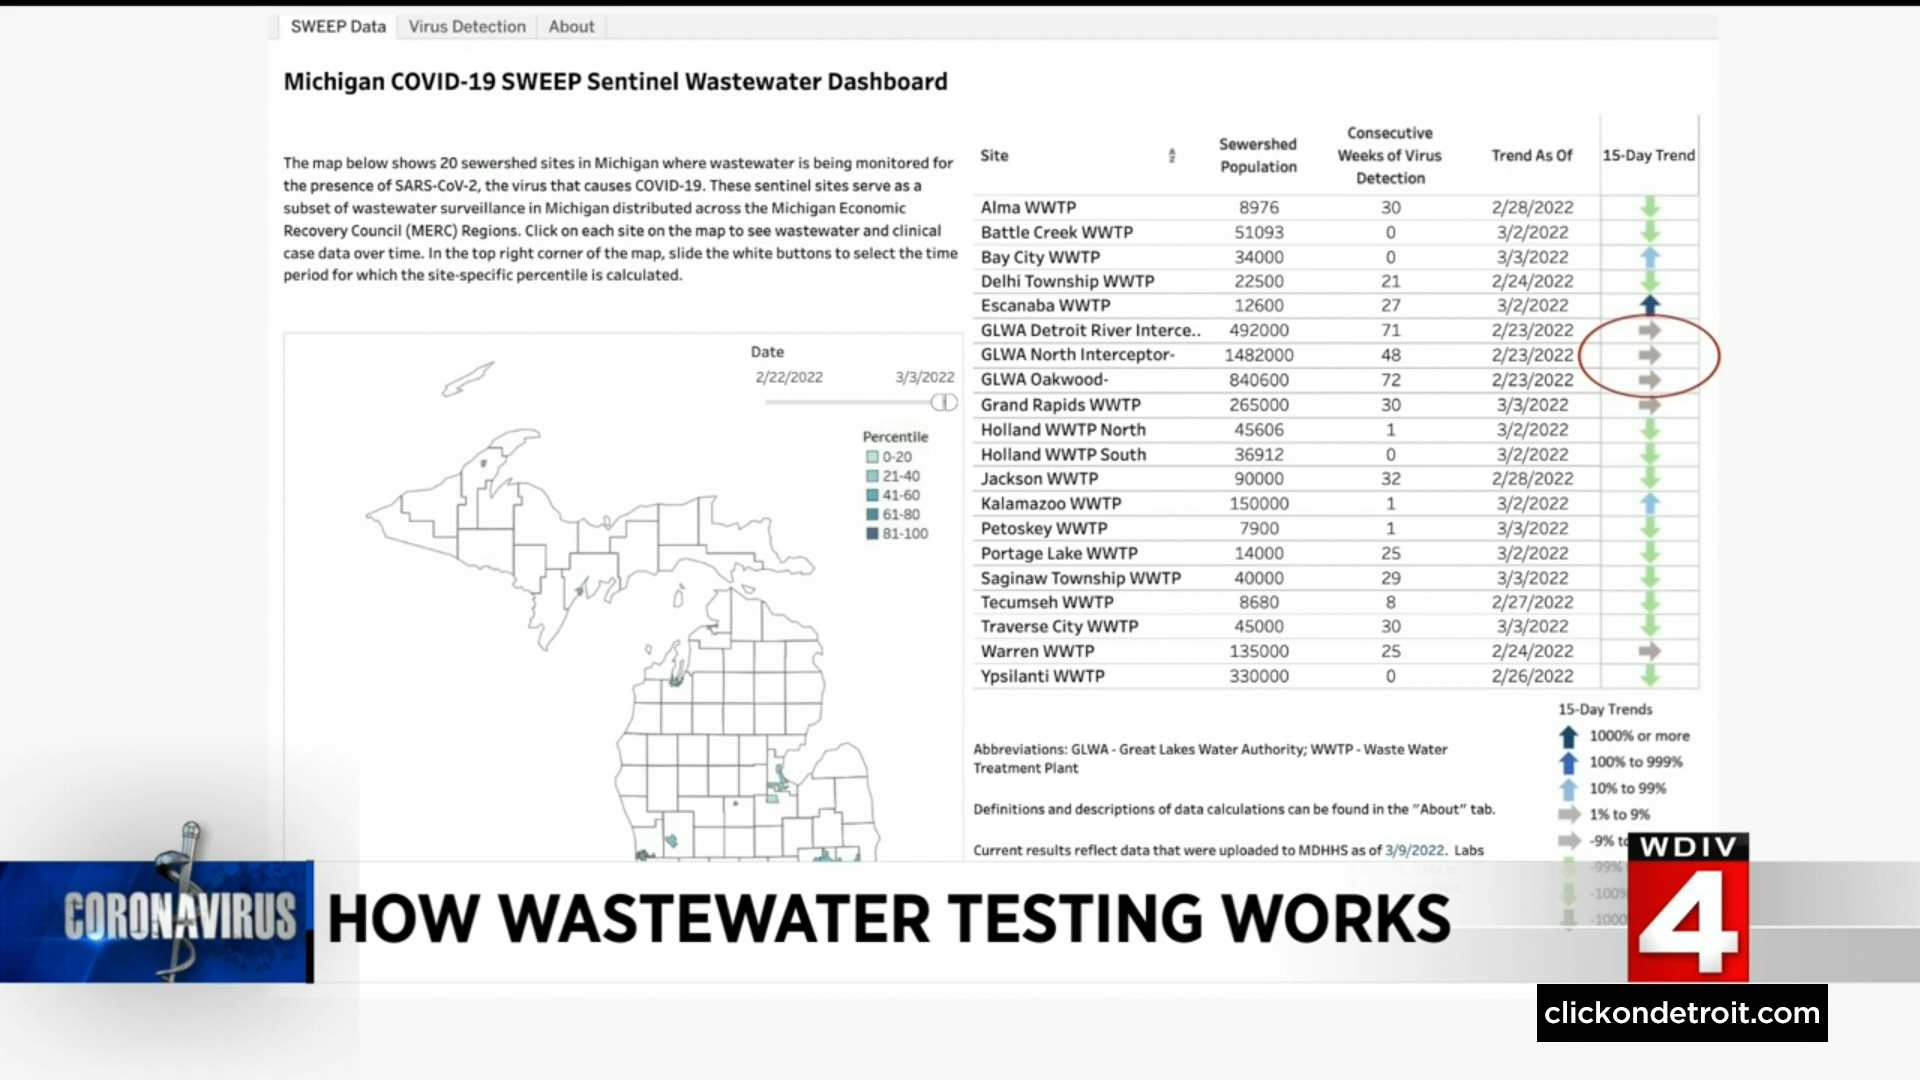 SWEEP Data Virus Detection About
Michigan COVID-19 SWEEP Sentinel Wastewater Dashboard
The map below shows 20 sewershed sites in Michigan where wastewater is being monitored for
the presence of SARS-CoV-2, the virus that causes COVID-19. These sentinel sites serve as a
subset of wastewater surveillance in Michigan distributed across the Michigan Economic
Recovery Council (MERC) Regions. Click on each site on the map to see wastewater and clinical
case data over time. In the top right corner of the map, slide the white buttons to select the time
period for which the site-specific percentile is calculated.
Date
2/22/2022 3/3/2022
Percentile
0-20
21-40
41-60
61-80
81-100
Site Sewershed Population Consecutive Weeks of Virus Detection Trend As Of 15-Day Trend
Alma WWTP 8976 30 2/28/2022
Battle Creek WWTP 51093 0 3/2/2022
Bay City WWTP 34000 0 3/3/2022
Delhi Township WWTP 22500 21 2/24/2022
Escanaba WWTP 12600 27 3/2/2022
GLWA Detroit River Interce.. 492000 71 2/23/2022
GLWA North Interceptor- 1482000 48 2/23/2022
GLWA Oakwood- 840600 72 2/23/2022
Grand Rapids WWTP 265000 30 3/3/2022
Holland WWTP North 45606 1 3/2/2022
Holland WWTP South 36912 0 3/2/2022
Jackson WWTP 90000 32 2/28/2022
Kalamazoo WWTP 150000 1 3/2/2022
Petoskey WWTP 7900 1 3/3/2022
Portage Lake WWTP 14000 25 3/2/2022
Saginaw Township WWTP 40000 29 3/3/2022
Tecumseh WWTP 8680 8 2/27/2022
Traverse City WWTP 45000 30 3/3/2022
Warren WWTP 135000 25 2/24/2022
Ypsilanti WWTP 330000 0 2/26/2022
15-Day Trends
1000% or more
100% to 999%
10% to 99%
1% to 9%
-9% to
-99%
-100%
-1000
Abbreviations: GLWA - Great Lakes Water Authority; WWTP - Waste Water
Treatment Plant
Definitions and descriptions of data calculations can be found in the "About" tab.
Current results reflect data that were uploaded to MDHHS as of 3/9/2022. Labs
CORONAVIRUS
HOW WASTEWATER TESTING WORKS
WDIV
4
clickondetroit.com